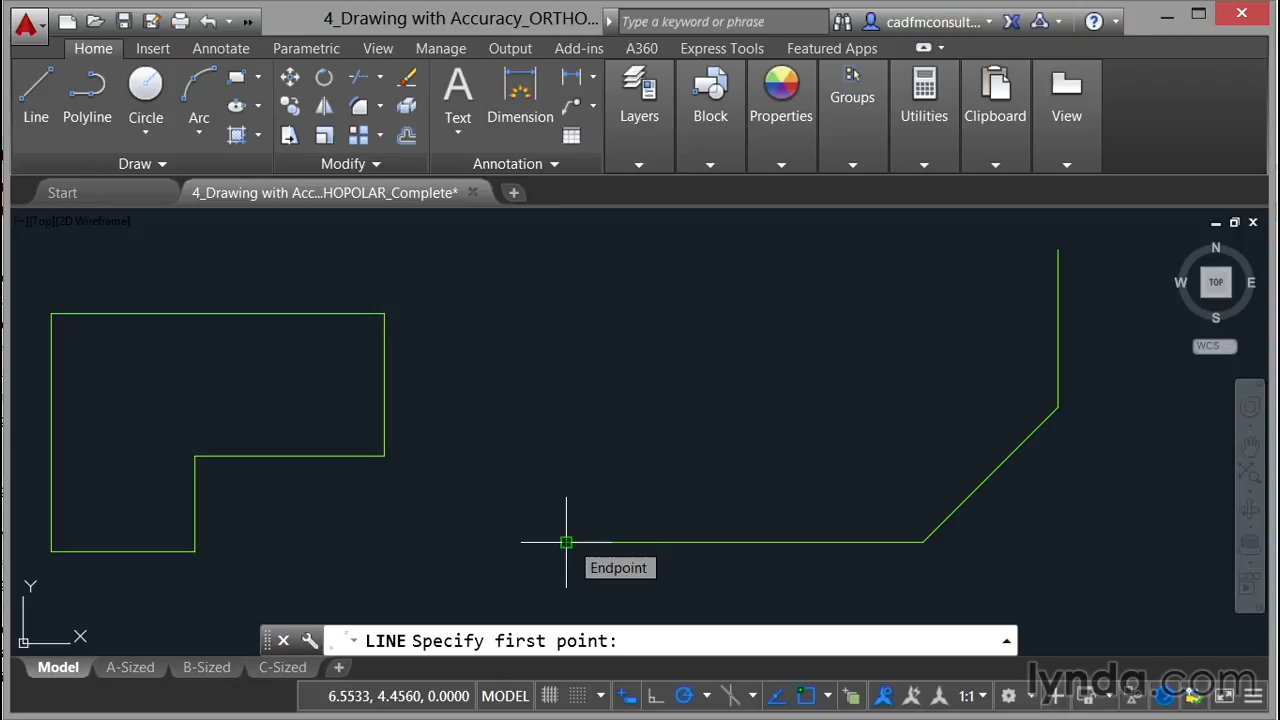 4_Drawing with Accuracy_ORTHO...
Type a keyword or phrase
cadfmconsult...
Home Insert Annotate Parametric View Manage Output Add-ins A360 Express Tools Featured Apps
Line Polyline Circle Arc Text Dimension Layers Block Properties Groups Utilities Clipboard View
Draw Modify Annotation
Start 4_Drawing with Acc...HOPOLAR_Complete*
[–][Top][2D Wireframe]
N
W TOP E
S
WCS
Endpoint
Y
X
LINE Specify first point:
Model A-Sized B-Sized C-Sized
lynda.com
6.5533, 4.4560, 0.0000 MODEL 1:1